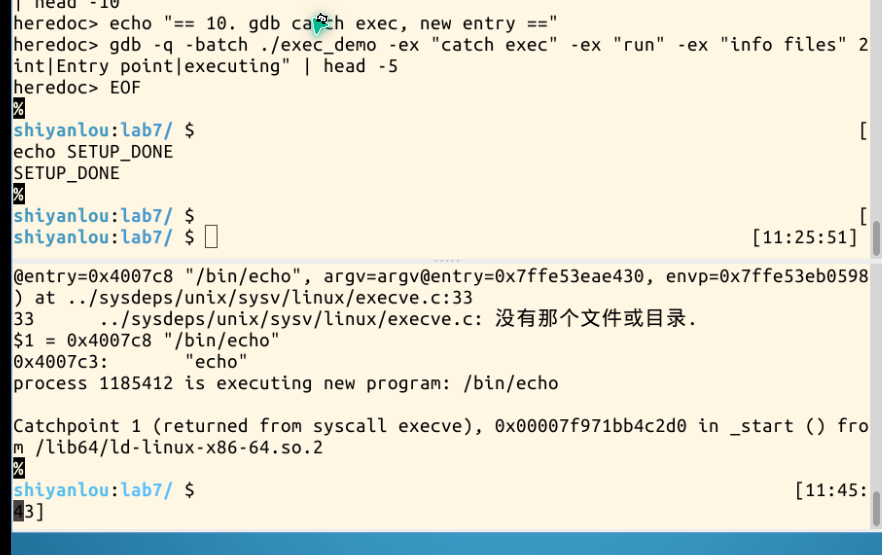 | head -10
heredoc> echo "== 10. gdb catch exec, new entry =="
heredoc> gdb -q -batch ./exec_demo -ex "catch exec" -ex "run" -ex "info files" 2
int|Entry point|executing" | head -5
heredoc> EOF
%
shiyanlou:lab7/ $ [
echo SETUP_DONE
SETUP_DONE
%
shiyanlou:lab7/ $ [
shiyanlou:lab7/ $ [11:25:51]
@entry=0x4007c8 "/bin/echo", argv=argv@entry=0x7ffe53eae430, envp=0x7ffe53eb0598
) at ../sysdeps/unix/sysv/linux/execve.c:33
33 ../sysdeps/unix/sysv/linux/execve.c: 没有那个文件或目录.
$1 = 0x4007c8 "/bin/echo"
0x4007c3: "echo"
process 1185412 is executing new program: /bin/echo
Catchpoint 1 (returned from syscall execve), 0x00007f971bb4c2d0 in _start () fro
m /lib64/ld-linux-x86-64.so.2
%
shiyanlou:lab7/ $ [11:45:
43]